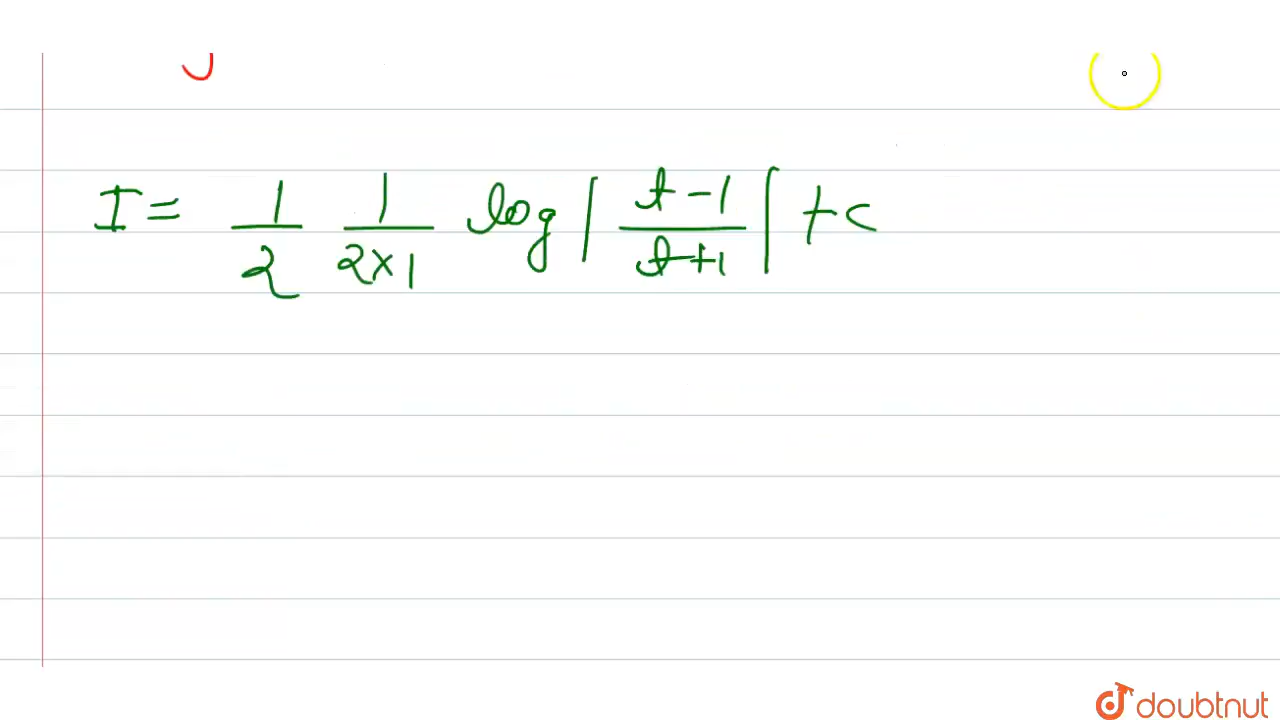 I = 1/2 1/2×1 log |t-1/t+1| + c
doubtnut